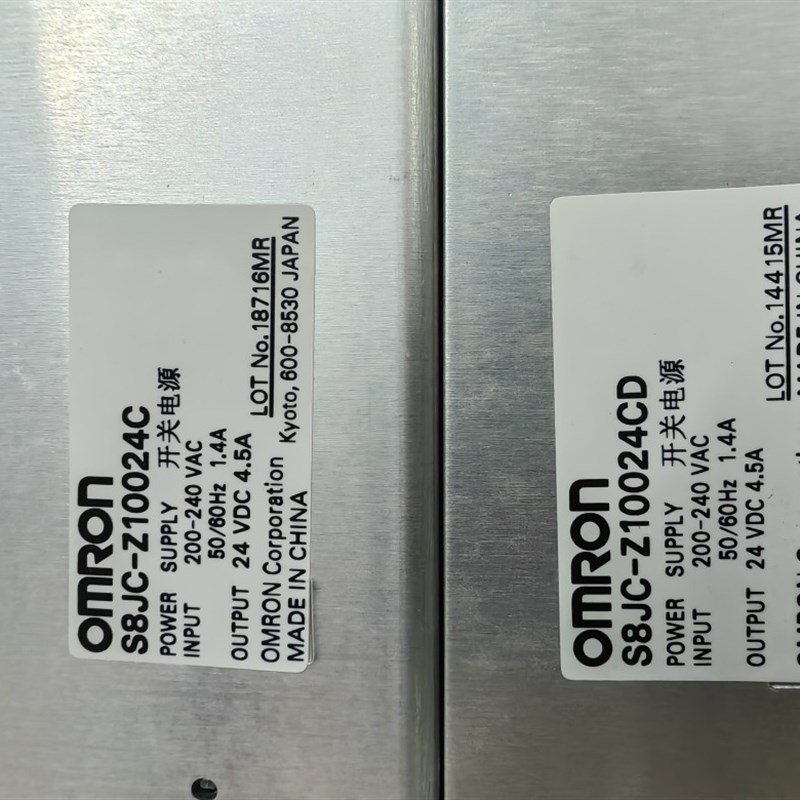 OMRON
S8JC-Z10024C
POWER SUPPLY 开关电源
INPUT 200-240 VAC
50/60Hz 1.4A
OUTPUT 24 VDC 4.5A
LOT No.18716MR
OMRON Corporation Kyoto, 600-8530 JAPAN
MADE IN CHINA
OMRON
S8JC-Z10024CD
POWER SUPPLY 开关电源
INPUT 200-240 VAC
50/60Hz 1.4A
OUTPUT 24 VDC 4.5A
LOT No.14415MR